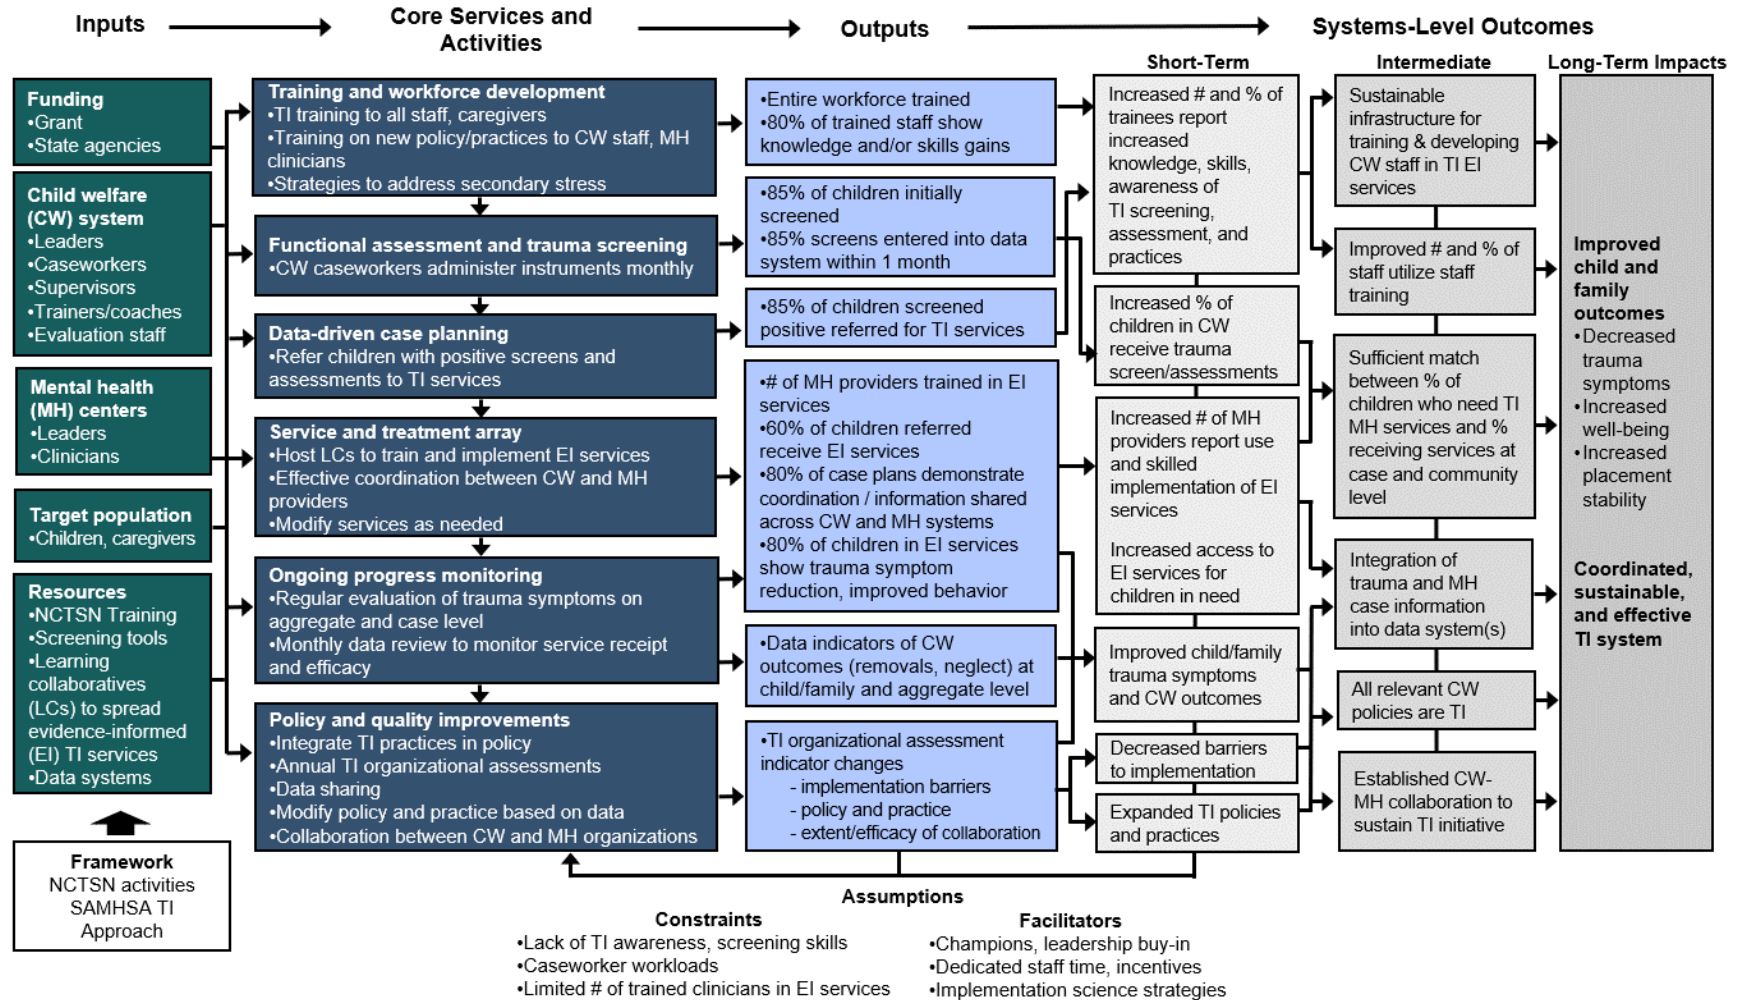 Inputs
Core Services and
Activities
Outputs
Systems-Level Outcomes
Short-Term
Intermediate
Long-Term Impacts
Funding
•Grant
•State agencies
Child welfare
(CW) system
•Leaders
•Caseworkers
•Supervisors
•Trainers/coaches
•Evaluation staff
Mental health
(MH) centers
•Leaders
•Clinicians
Target population
•Children, caregivers
Resources
•NCTSN Training
•Screening tools
•Learning
collaboratives
(LCs) to spread
evidence-informed
(EI) TI services
•Data systems
Framework
NCTSN activities
SAMHSA TI
Approach
Training and workforce development
•TI training to all staff, caregivers
•Training on new policy/practices to CW staff, MH
clinicians
•Strategies to address secondary stress
Functional assessment and trauma screening
•CW caseworkers administer instruments monthly
Data-driven case planning
•Refer children with positive screens and
assessments to TI services
Service and treatment array
•Host LCs to train and implement EI services
•Effective coordination between CW and MH
providers
•Modify services as needed
Ongoing progress monitoring
•Regular evaluation of trauma symptoms on
aggregate and case level
•Monthly data review to monitor service receipt
and efficacy
Policy and quality improvements
•Integrate TI practices in policy
•Annual TI organizational assessments
•Data sharing
•Modify policy and practice based on data
•Collaboration between CW and MH organizations
•Entire workforce trained
•80% of trained staff show
knowledge and/or skills gains
•85% of children initially
screened
•85% screens entered into data
system within 1 month
•85% of children screened
positive referred for TI services
•# of MH providers trained in EI
services
•60% of children referred
receive EI services
•80% of case plans demonstrate
coordination / information shared
across CW and MH systems
•80% of children in EI services
show trauma symptom
reduction, improved behavior
•Data indicators of CW
outcomes (removals, neglect) at
child/family and aggregate level
•TI organizational assessment
indicator changes
- implementation barriers
- policy and practice
- extent/efficacy of collaboration
Increased # and % of
trainees report
increased
knowledge, skills,
awareness of
TI screening,
assessment, and
practices
Increased % of
children in CW
receive trauma
screen/assessments
Increased # of MH
providers report use
and skilled
implementation of EI
services
Increased access to
EI services for
children in need
Improved child/family
trauma symptoms
and CW outcomes
Decreased barriers
to implementation
Expanded TI policies
and practices
Sustainable
infrastructure for
training & developing
CW staff in TI EI
services
Improved # and % of
staff utilize staff
training
Sufficient match
between % of
children who need TI
MH services and %
receiving services at
case and community
level
Integration of
trauma and MH
case information
into data system(s)
All relevant CW
policies are TI
Established CW-
MH collaboration to
sustain TI initiative
Improved
child and
family
outcomes
•Decreased
trauma
symptoms
•Increased
well-being
•Increased
placement
stability
Coordinated,
sustainable,
and effective
TI system
Assumptions
Constraints
•Lack of TI awareness, screening skills
•Caseworker workloads
•Limited # of trained clinicians in EI services
Facilitators
•Champions, leadership buy-in
•Dedicated staff time, incentives
•Implementation science strategies